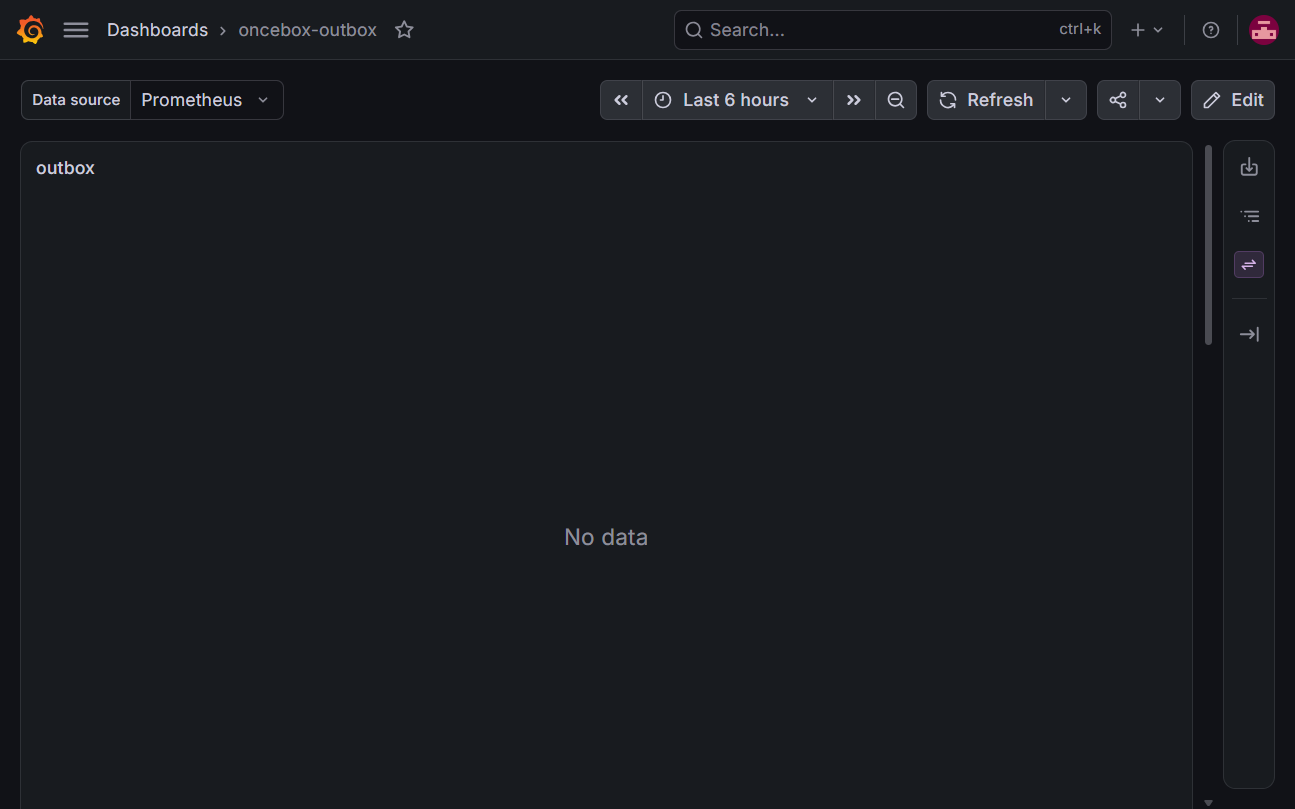 Dashboards › oncebox-outbox
Search...
ctrl+k
Data source
Prometheus
Last 6 hours
Refresh
Edit
outbox
No data